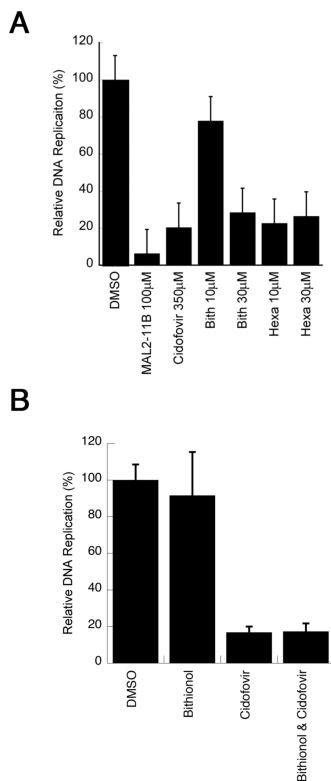 A
Relative DNA Replicaiton (%)
120
100
80
60
40
20
0
DMSO
MAL2-11B 100µM
Cidofovir 350µM
Bith 10µM
Bith 30µM
Hexa 10µM
Hexa 30µM
B
Relative DNA Replication (%)
120
100
80
60
40
20
0
DMSO
Bithionol
Cidofovir
Bithionol & Cidofovir